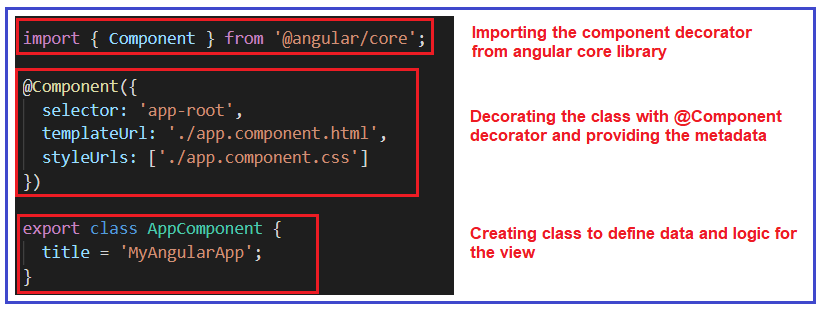 import { Component } from '@angular/core';
Importing the component decorator
from angular core library
@Component({
  selector: 'app-root',
  templateUrl: './app.component.html',
  styleUrls: ['./app.component.css']
})
Decorating the class with @Component
decorator and providing the metadata
export class AppComponent {
  title = 'MyAngularApp';
}
Creating class to define data and logic for
the view